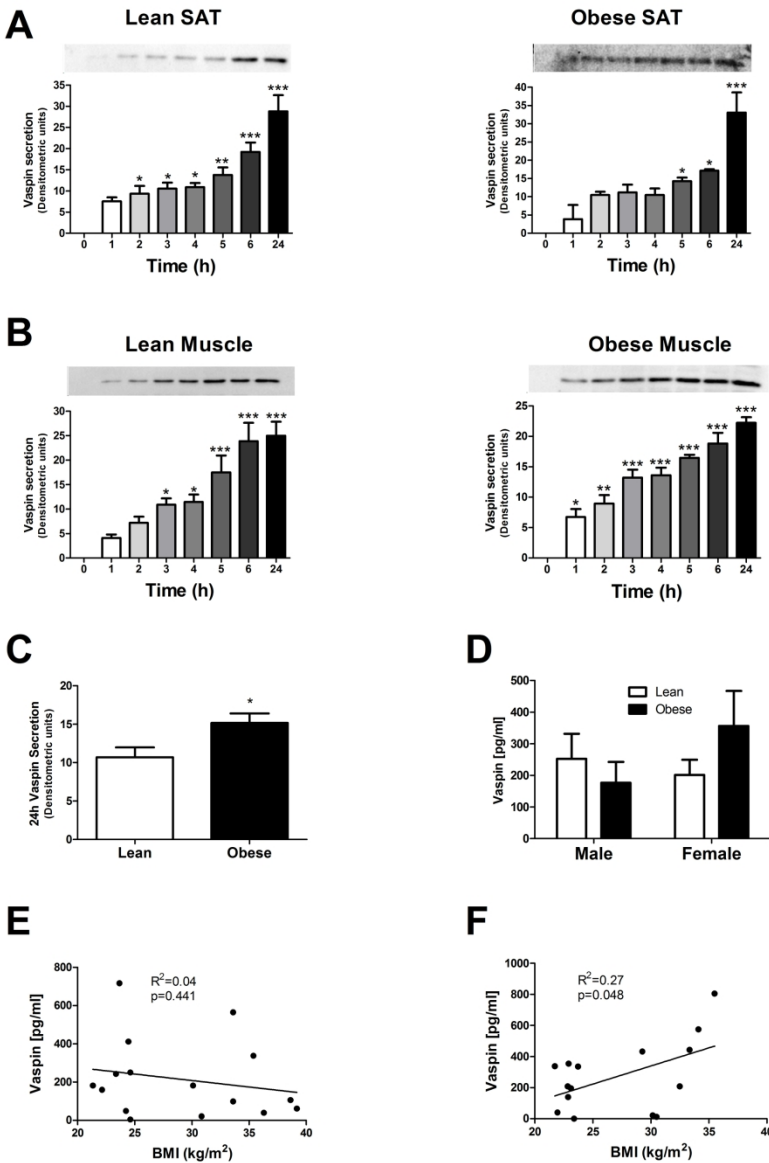 A
Lean SAT
Vaspin secretion
(Densitometric units)
35
30
25
20
15
10
5
0
* * * ** *** ***
0 1 2 3 4 5 6 24
Time (h)
Obese SAT
Vaspin secretion
(Densitometric units)
40
35
30
25
20
15
10
5
0
* * ***
0 1 2 3 4 5 6 24
Time (h)
B
Lean Muscle
Vaspin secretion
(Densitometric units)
30
25
20
15
10
5
0
* * *** *** ***
0 1 2 3 4 5 6 24
Time (h)
Obese Muscle
Vaspin secretion
(Densitometric units)
25
20
15
10
5
0
* ** *** *** *** *** ***
0 1 2 3 4 5 6 24
Time (h)
C
24h Vaspin Secretion
(Densitometric units)
20
15
10
5
0
*
Lean Obese
D
Vaspin [pg/ml]
500
400
300
200
100
0
Lean
Obese
Male Female
E
Vaspin [pg/ml]
800
600
400
200
0
R²=0.04
p=0.441
20 25 30 35 40
BMI (kg/m²)
F
Vaspin [pg/ml]
1000
800
600
400
200
0
R²=0.27
p=0.048
20 25 30 35 40
BMI (kg/m²)